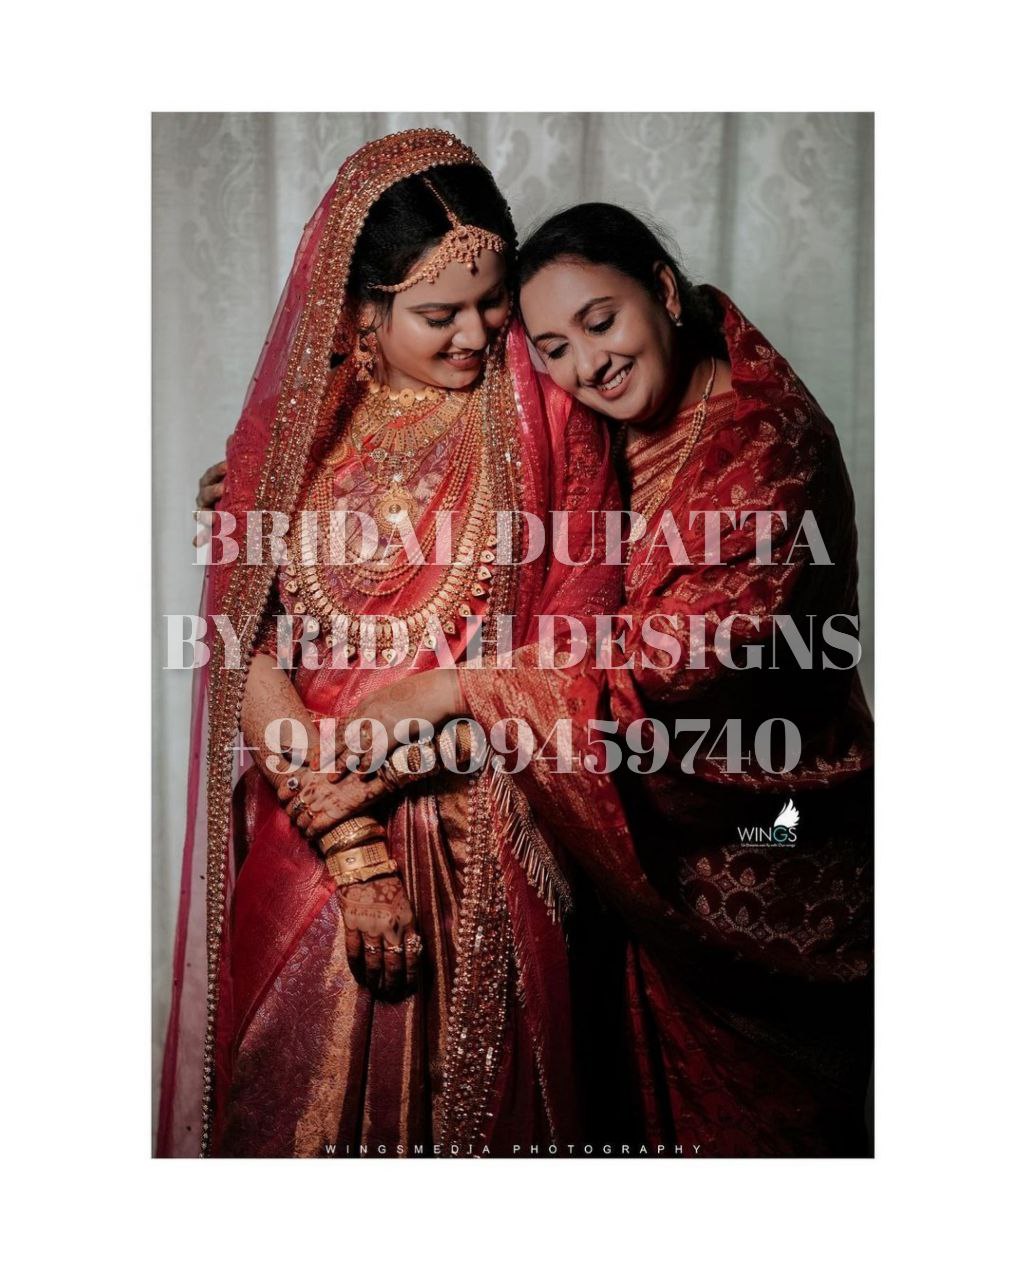 BRIDAL DUPATTA
BY RIDAH DESIGNS
+919809459740
WINGS
WINGSMEDIA PHOTOGRAPHY